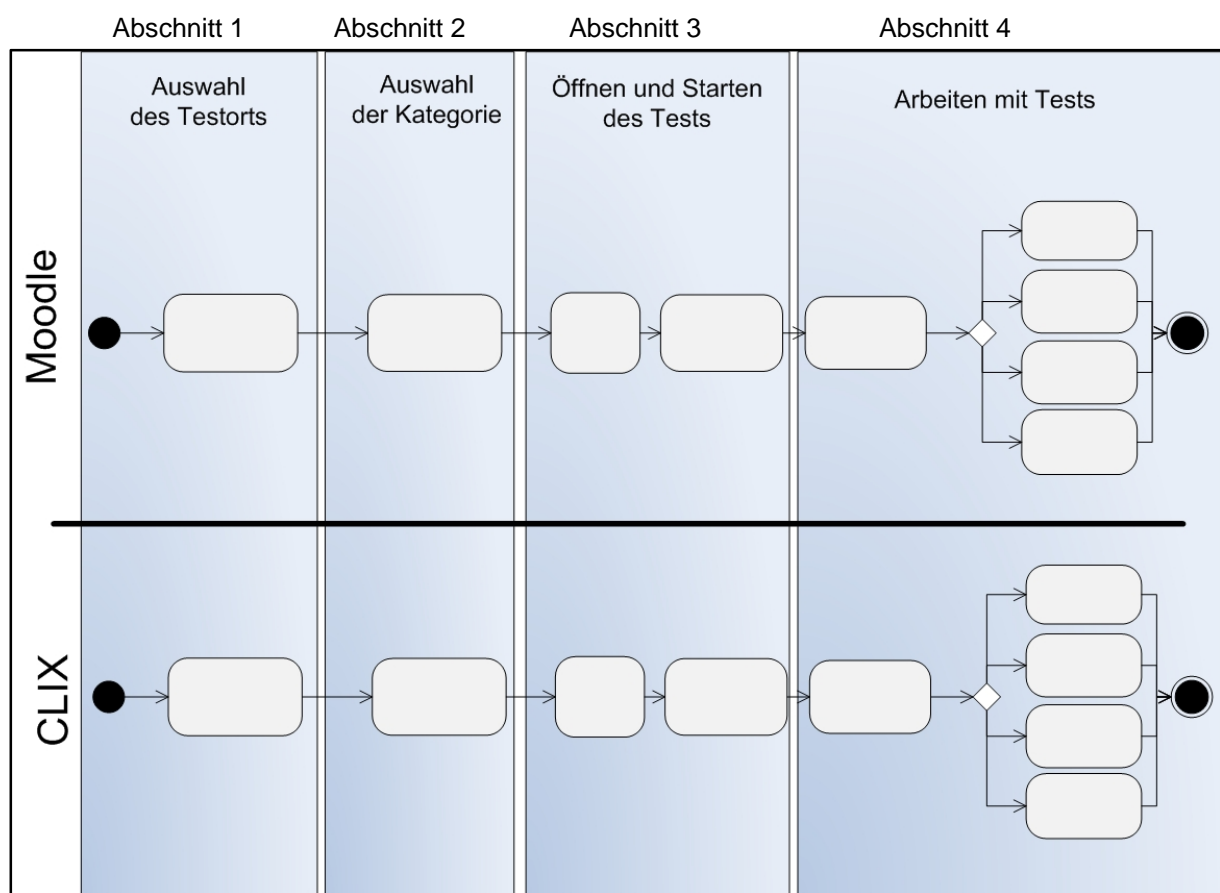 Abschnitt 1
Abschnitt 2
Abschnitt 3
Abschnitt 4
Auswahl
des Testorts
Auswahl
der Kategorie
Öffnen und Starten
des Tests
Arbeiten mit Tests
Moodle
CLIX